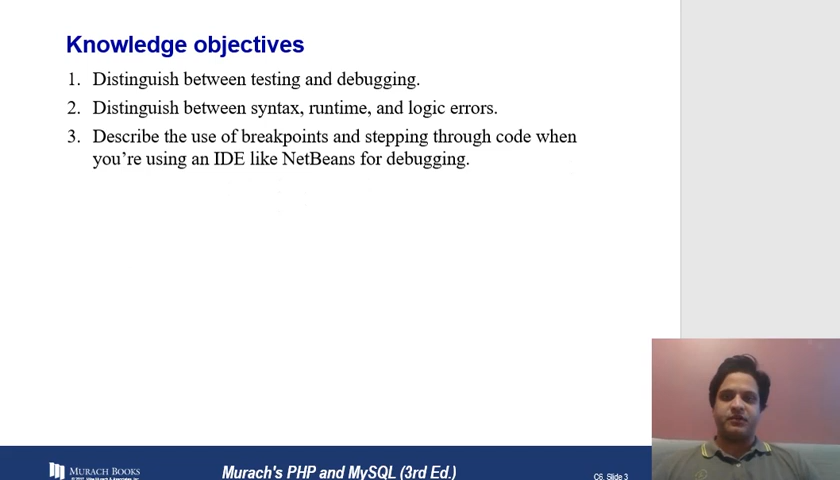 Knowledge objectives
1. Distinguish between testing and debugging.
2. Distinguish between syntax, runtime, and logic errors.
3. Describe the use of breakpoints and stepping through code when
you’re using an IDE like NetBeans for debugging.
MURACH BOOKS
Murach's PHP and MySQL (3rd Ed.)
C6, Slide 3